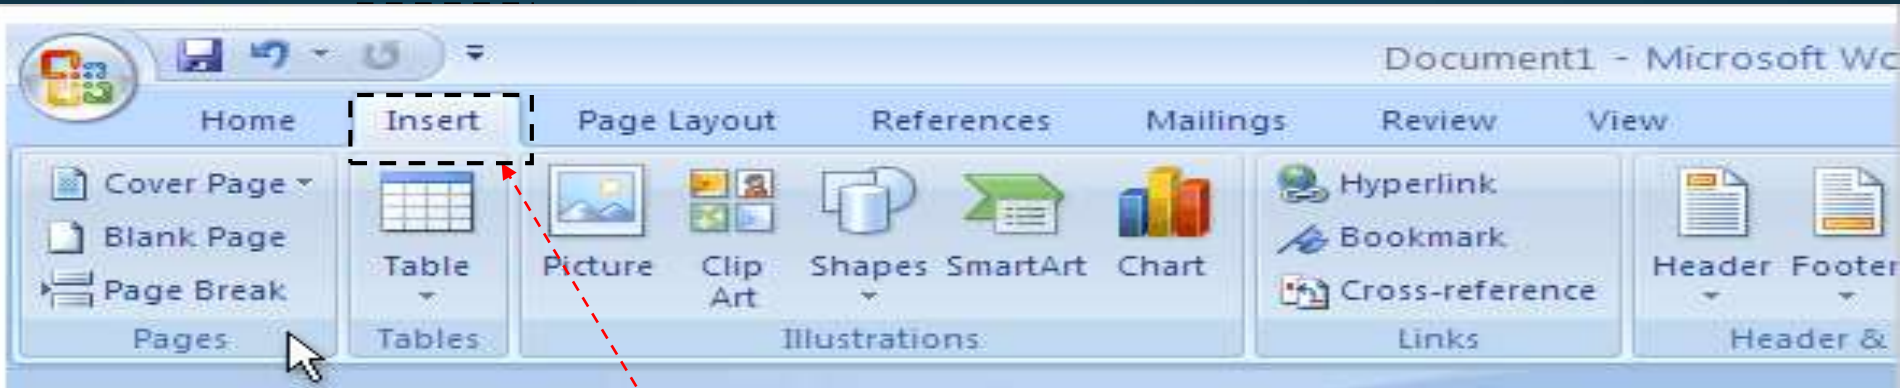 Document1 - Microsoft Wo
Home Insert Page Layout References Mailings Review View
Cover Page
Blank Page
Page Break
Pages
Table
Tables
Picture Clip Art Shapes SmartArt Chart
Illustrations
Hyperlink
Bookmark
Cross-reference
Links
Header Footer
Header &